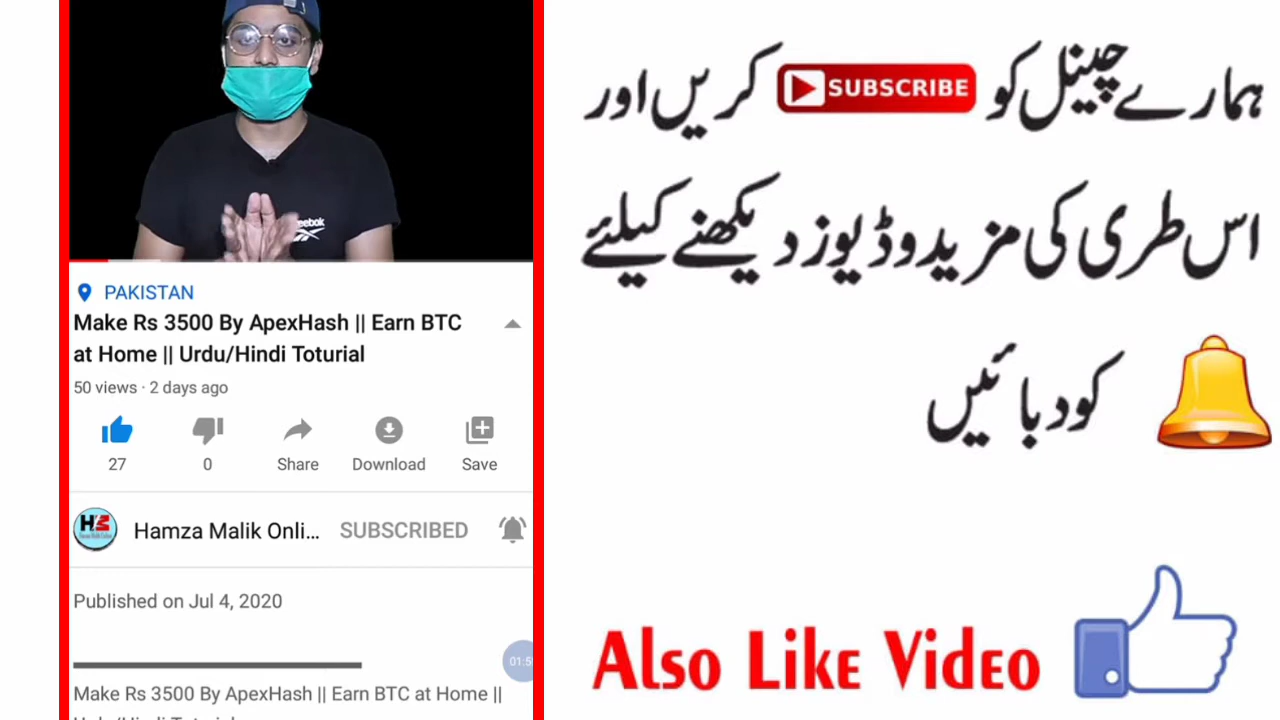 Reebok
PAKISTAN
Make Rs 3500 By ApexHash || Earn BTC
at Home || Urdu/Hindi Toturial
50 views · 2 days ago
27
0
Share
Download
Save
Hamza Malik Onli...
SUBSCRIBED
Published on Jul 4, 2020
Make Rs 3500 By ApexHash || Earn BTC at Home ||
ہمارے چینل کو SUBSCRIBE کریں اور
اس طری کی مزید وڈیوز دیکھنے کیلئے
کو دبائیں
Also Like Video